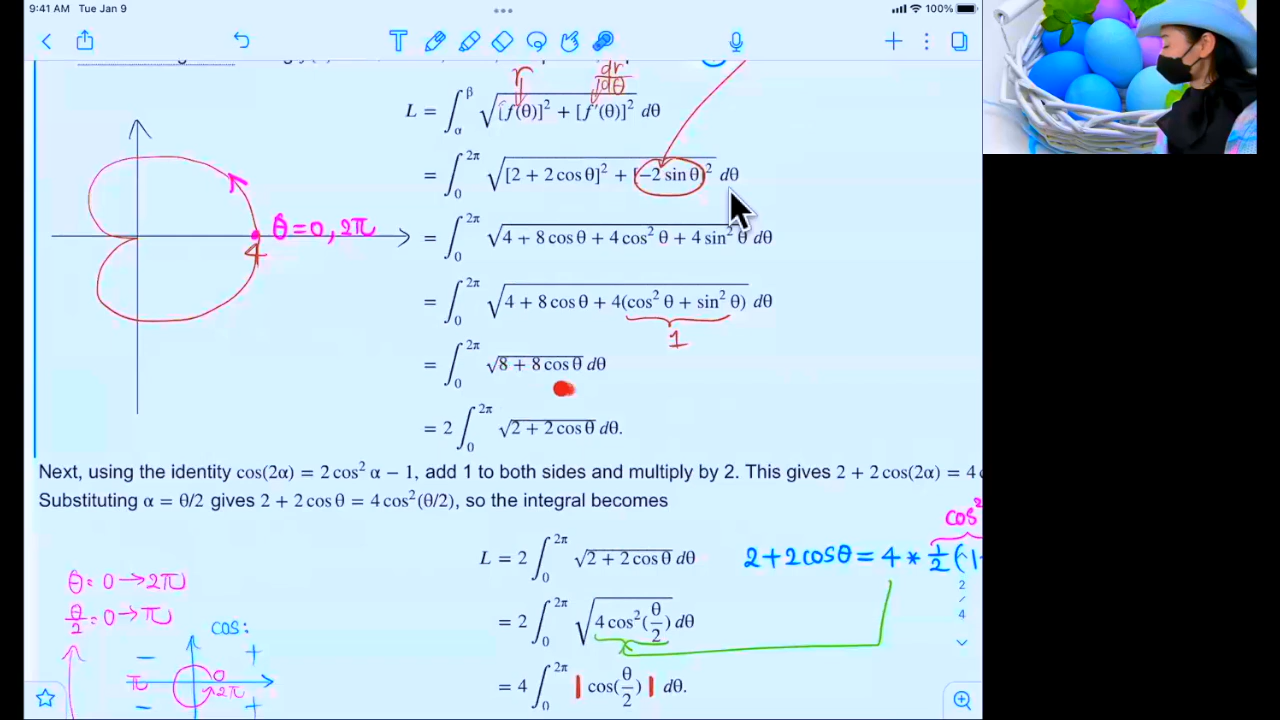 9:41 AM Tue Jan 9
100%
r
dr
dθ
L = ∫_α^β √([f(θ)]² + [f'(θ)]²) dθ
= ∫_0^{2π} √([2 + 2 cos θ]² + [−2 sin θ]²) dθ
= ∫_0^{2π} √(4 + 8 cos θ + 4 cos² θ + 4 sin² θ) dθ
= ∫_0^{2π} √(4 + 8 cos θ + 4(cos² θ + sin² θ)) dθ
1
= ∫_0^{2π} √(8 + 8 cos θ) dθ
= 2 ∫_0^{2π} √(2 + 2 cos θ) dθ.
θ = 0, 2π
4
Next, using the identity cos(2α) = 2 cos² α − 1, add 1 to both sides and multiply by 2. This gives 2 + 2 cos(2α) = 4
Substituting α = θ/2 gives 2 + 2 cos θ = 4 cos²(θ/2), so the integral becomes
cos²
L = 2 ∫_0^{2π} √(2 + 2 cos θ) dθ
2+2cosθ = 4 * ½ (1
= 2 ∫_0^{2π} √(4 cos²(θ/2)) dθ
= 4 ∫_0^{2π} | cos(θ/2) | dθ.
θ = 0 → 2π
θ/2 = 0 → π
cos:
− +
π 0
2π
− +
2
/
4